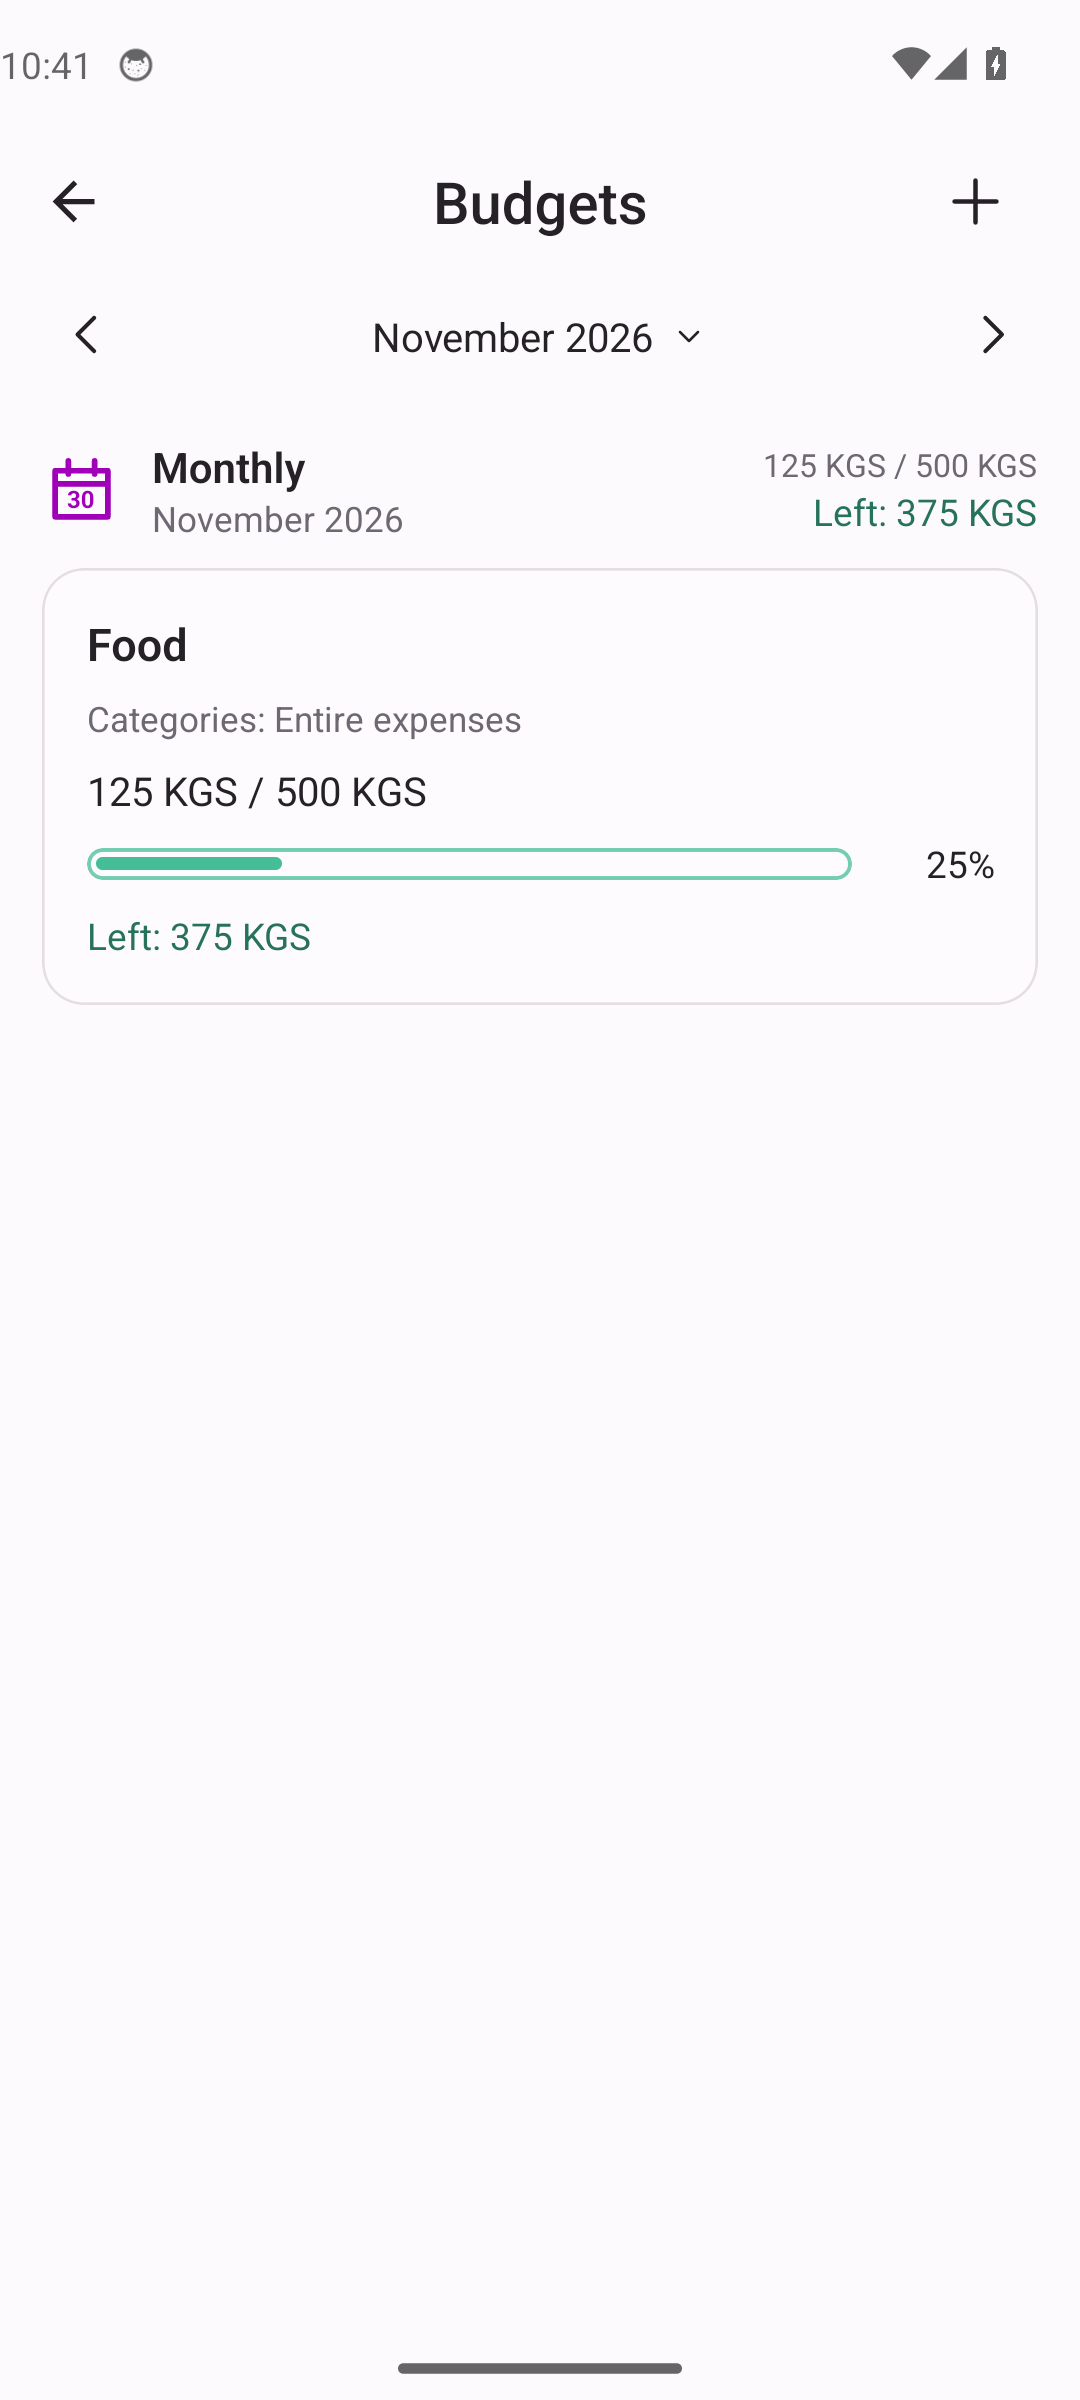 10:41
Budgets
November 2026
30
Monthly
November 2026
125 KGS / 500 KGS
Left: 375 KGS
Food
Categories: Entire expenses
125 KGS / 500 KGS
25%
Left: 375 KGS